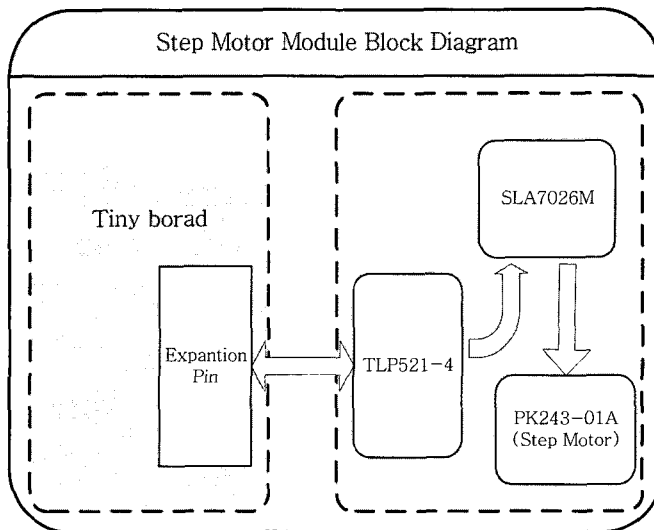 Step Motor Module Block Diagram
Tiny borad
Expantion
Pin
TLP521-4
SLA7026M
PK243-01A
(Step Motor)